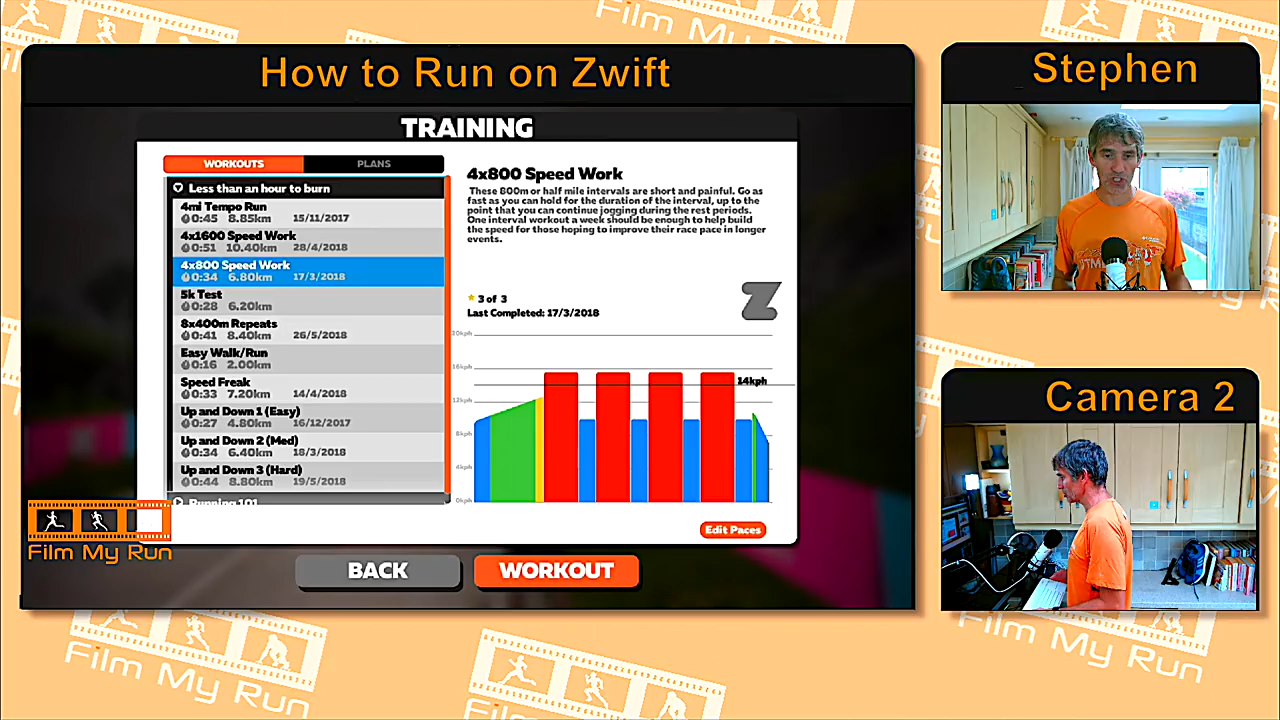 Film My Run
How to Run on Zwift
TRAINING
WORKOUTS
PLANS
Less than an hour to burn
4mi Tempo Run
0:45 8.85km 15/11/2017
4x1600 Speed Work
0:51 10.40km 28/4/2018
4x800 Speed Work
0:34 6.80km 17/3/2018
5k Test
0:28 6.20km
8x400m Repeats
0:41 8.40km 26/5/2018
Easy Walk/Run
0:16 2.00km
Speed Freak
0:33 7.20km 14/4/2018
Up and Down 1 (Easy)
0:27 4.80km 16/12/2017
Up and Down 2 (Med)
0:34 6.40km 18/3/2018
Up and Down 3 (Hard)
0:44 8.80km 19/5/2018
Running 101
4x800 Speed Work
These 800m or half mile intervals are short and painful. Go as
fast as you can hold for the duration of the interval, up to the
point that you can continue jogging during the rest periods.
One interval workout a week should be enough to help build
the speed for those hoping to improve their race pace in longer
events.
3 of 3
Last Completed: 17/3/2018
20kph
16kph
14kph
12kph
8kph
4kph
0kph
Edit Paces
BACK
WORKOUT
Film My Run
Stephen
Camera 2
Film My Run
Film My Run
Film My Run